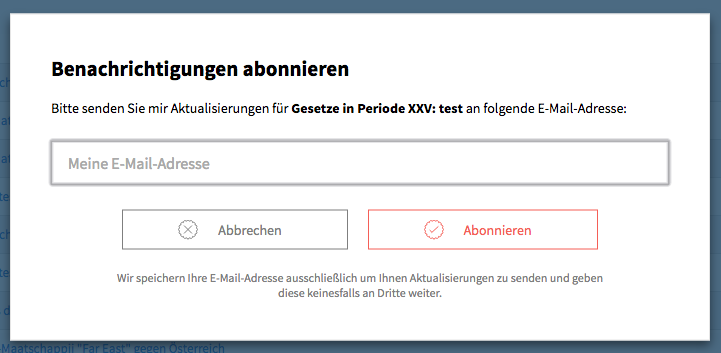 Benachrichtigungen abonnieren
Bitte senden Sie mir Aktualisierungen für Gesetze in Periode XXV: test an folgende E-Mail-Adresse:
Meine E-Mail-Adresse
Abbrechen
Abonnieren
Wir speichern Ihre E-Mail-Adresse ausschließlich um Ihnen Aktualisierungen zu senden und geben
diese keinesfalls an Dritte weiter.
Maatschappij "Far East" gegen Österreich